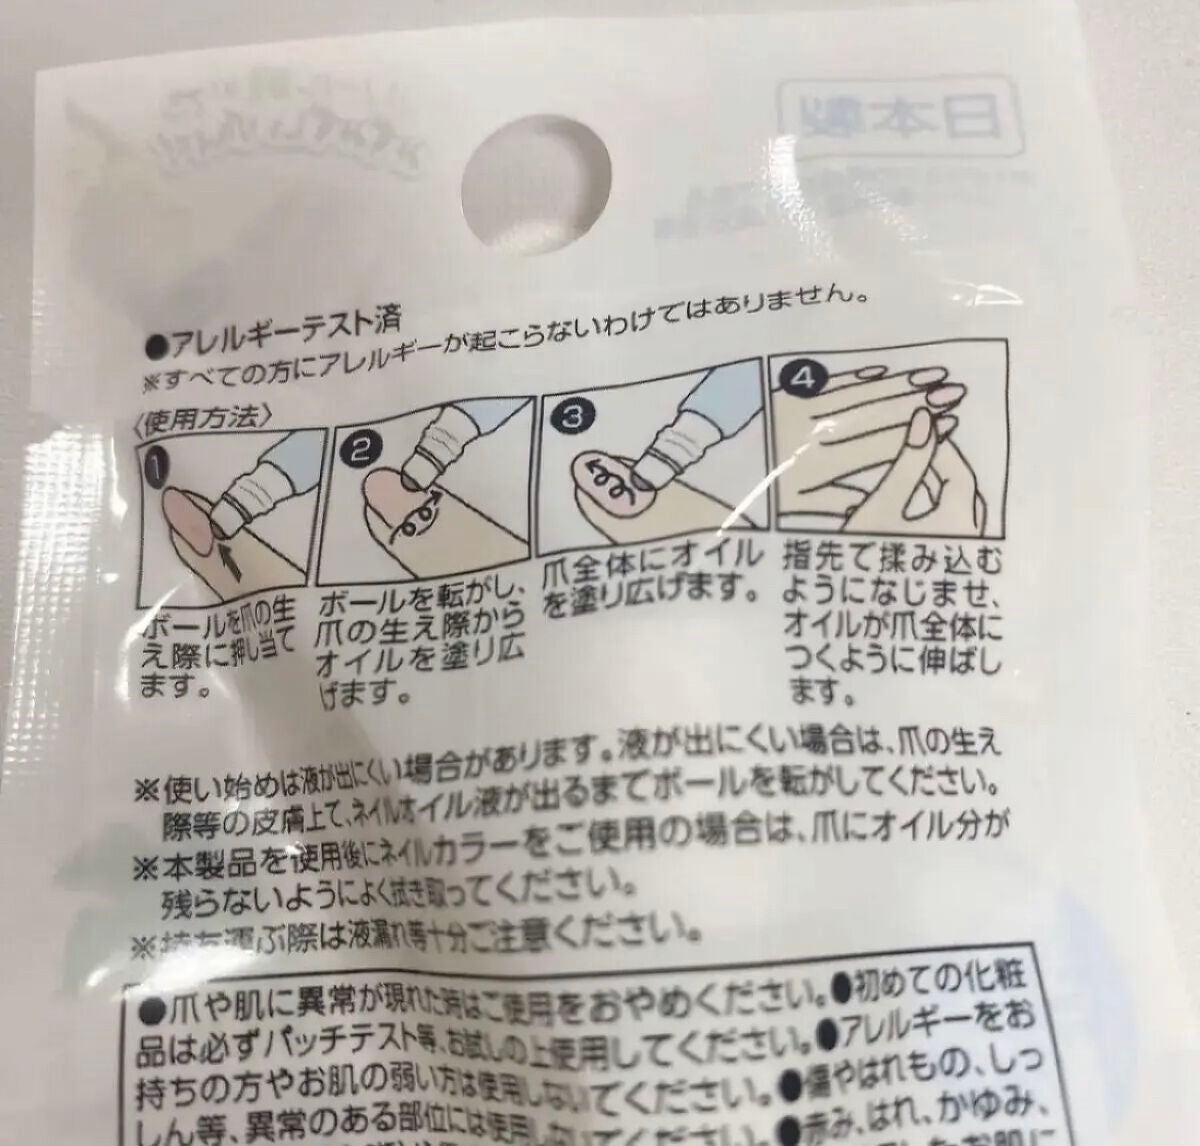 ●アレルギーテスト済
※すべての方にアレルギーが起こらないわけではありません。
〈使用方法〉
1
ボールを爪の生
え際に押し当て
ます。
2
ボールを転がし、
爪の生え際から
オイルを塗り広
げます。
3
爪全体にオイル
を塗り広げます。
4
指先で揉み込む
ようになじませ、
オイルが爪全体に
つくように伸ばし
ます。
※使い始めは液が出にくい場合があります。液が出にくい場合は、爪の生え
際等の皮膚上で、ネイルオイル液が出るまでボールを転がしてください。
※本製品を使用後にネイルカラーをご使用の場合は、爪にオイル分が
残らないようによく拭き取ってください。
※持ち運ぶ際は液漏れ等十分ご注意ください。
●爪や肌に異常が現れた時はご使用をおやめください。●初めての化粧
品は必ずパッチテスト等、お試しの上使用してください。●アレルギーをお
持ちの方やお肌の弱い方は使用しないでください。●傷やはれもの、しっ
しん等、異常のある部位には使用しないでください。●赤み、はれ、かゆみ、
日本製